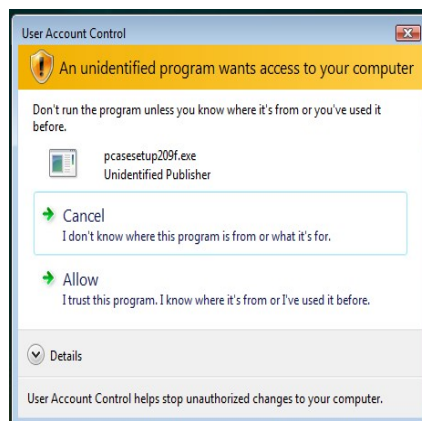 User Account Control
An unidentified program wants access to your computer
Don't run the program unless you know where it's from or you've used it
before.
pcasesetup209f.exe
Unidentified Publisher
Cancel
I don't know where this program is from or what it's for.
Allow
I trust this program. I know where it's from or I've used it before.
Details
User Account Control helps stop unauthorized changes to your computer.